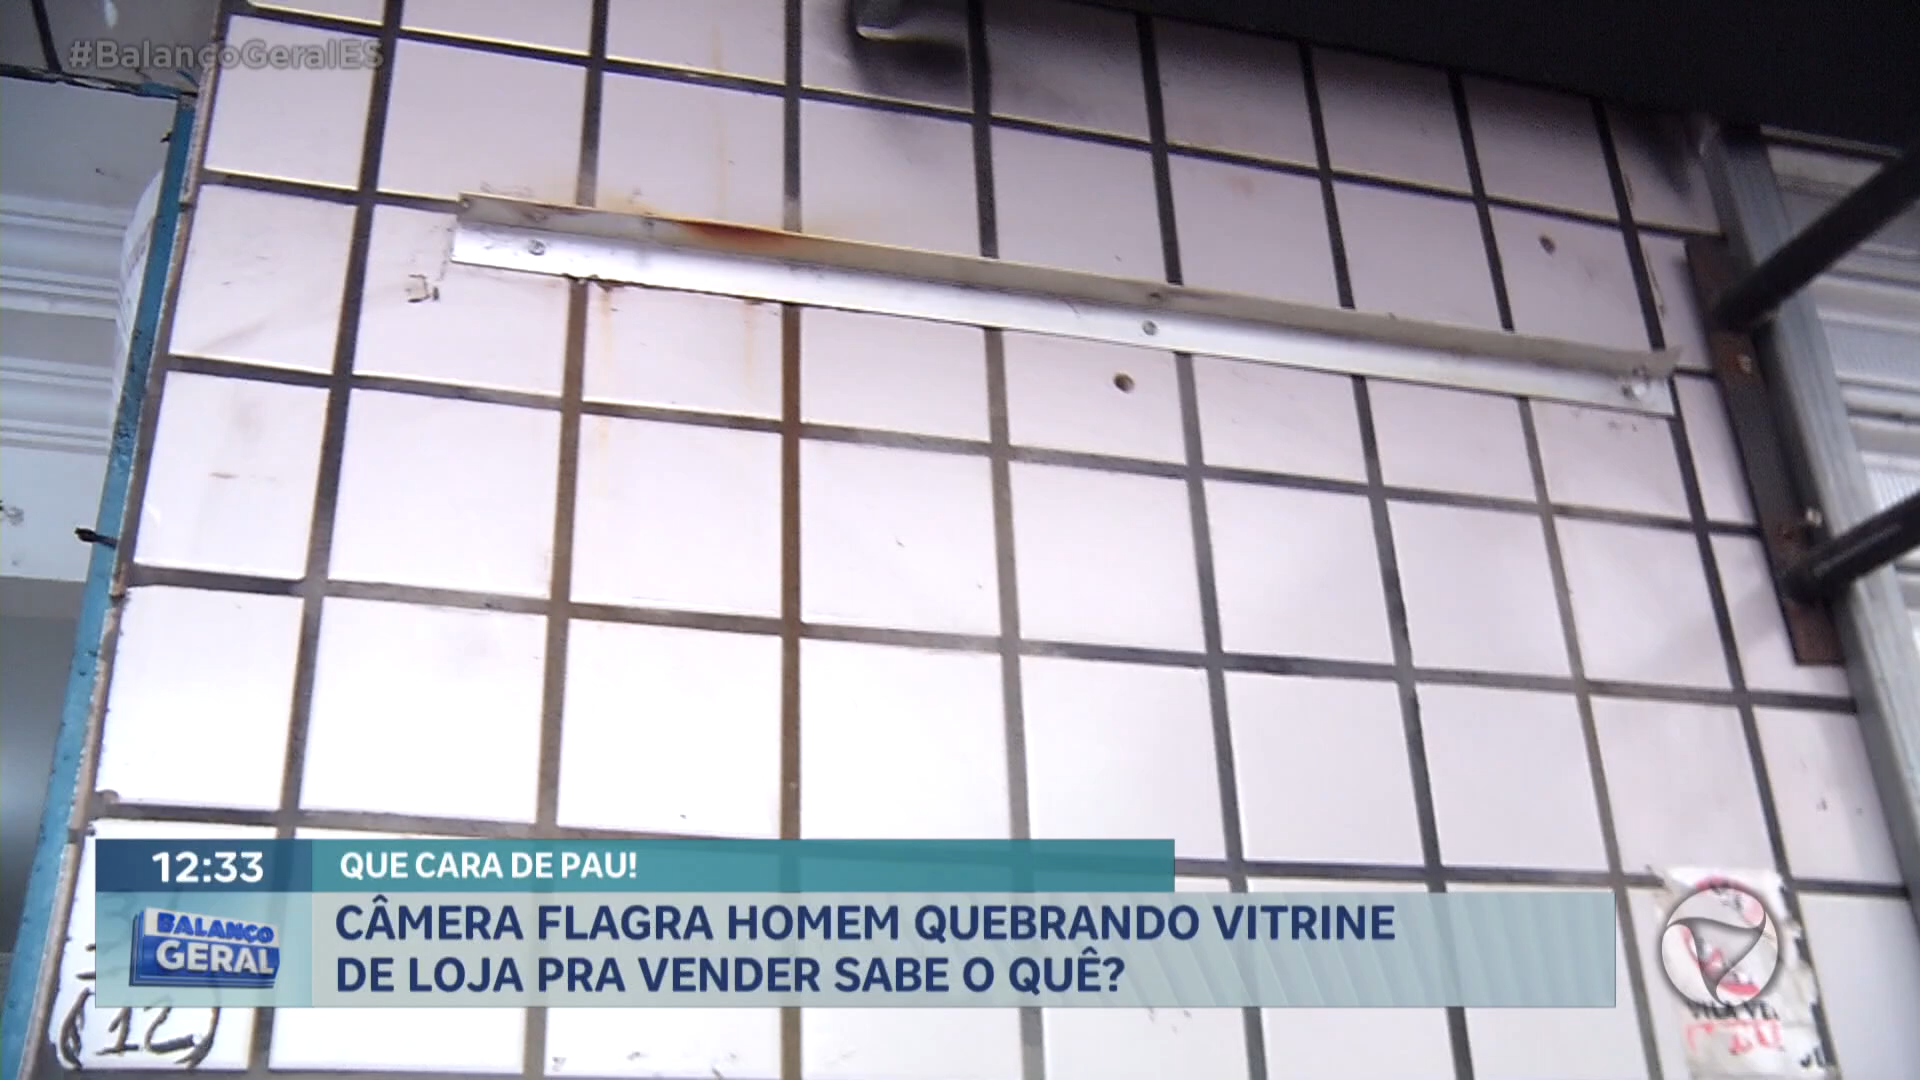 #BalançoGeralES
12:33
QUE CARA DE PAU!
BALANÇO
GERAL
CÂMERA FLAGRA HOMEM QUEBRANDO VITRINE
DE LOJA PRA VENDER SABE O QUÊ?
(12)